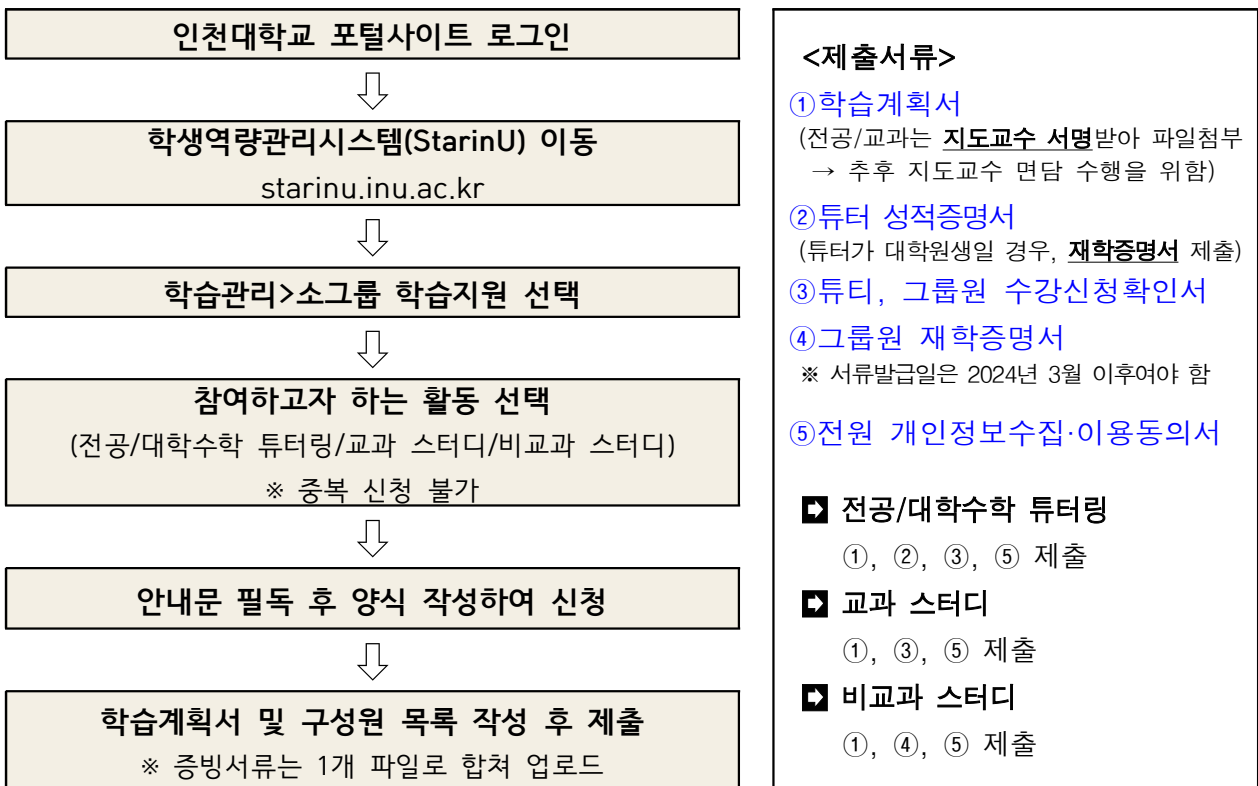 인천대학교 포털사이트 로그인
학생역량관리시스템(StarinU) 이동
starinu.inu.ac.kr
학습관리>소그룹 학습지원 선택
참여하고자 하는 활동 선택
(전공/대학수학 튜터링/교과 스터디/비교과 스터디)
※ 중복 신청 불가
안내문 필독 후 양식 작성하여 신청
학습계획서 및 구성원 목록 작성 후 제출
※ 증빙서류는 1개 파일로 합쳐 업로드
<제출서류>
①학습계획서
(전공/교과는 지도교수 서명받아 파일첨부
→ 추후 지도교수 면담 수행을 위함)
②튜터 성적증명서
(튜터가 대학원생일 경우, 재학증명서 제출)
③튜티, 그룹원 수강신청확인서
④그룹원 재학증명서
※ 서류발급일은 2024년 3월 이후여야 함
⑤전원 개인정보수집·이용동의서
전공/대학수학 튜터링
①, ②, ③, ⑤ 제출
교과 스터디
①, ③, ⑤ 제출
비교과 스터디
①, ④, ⑤ 제출